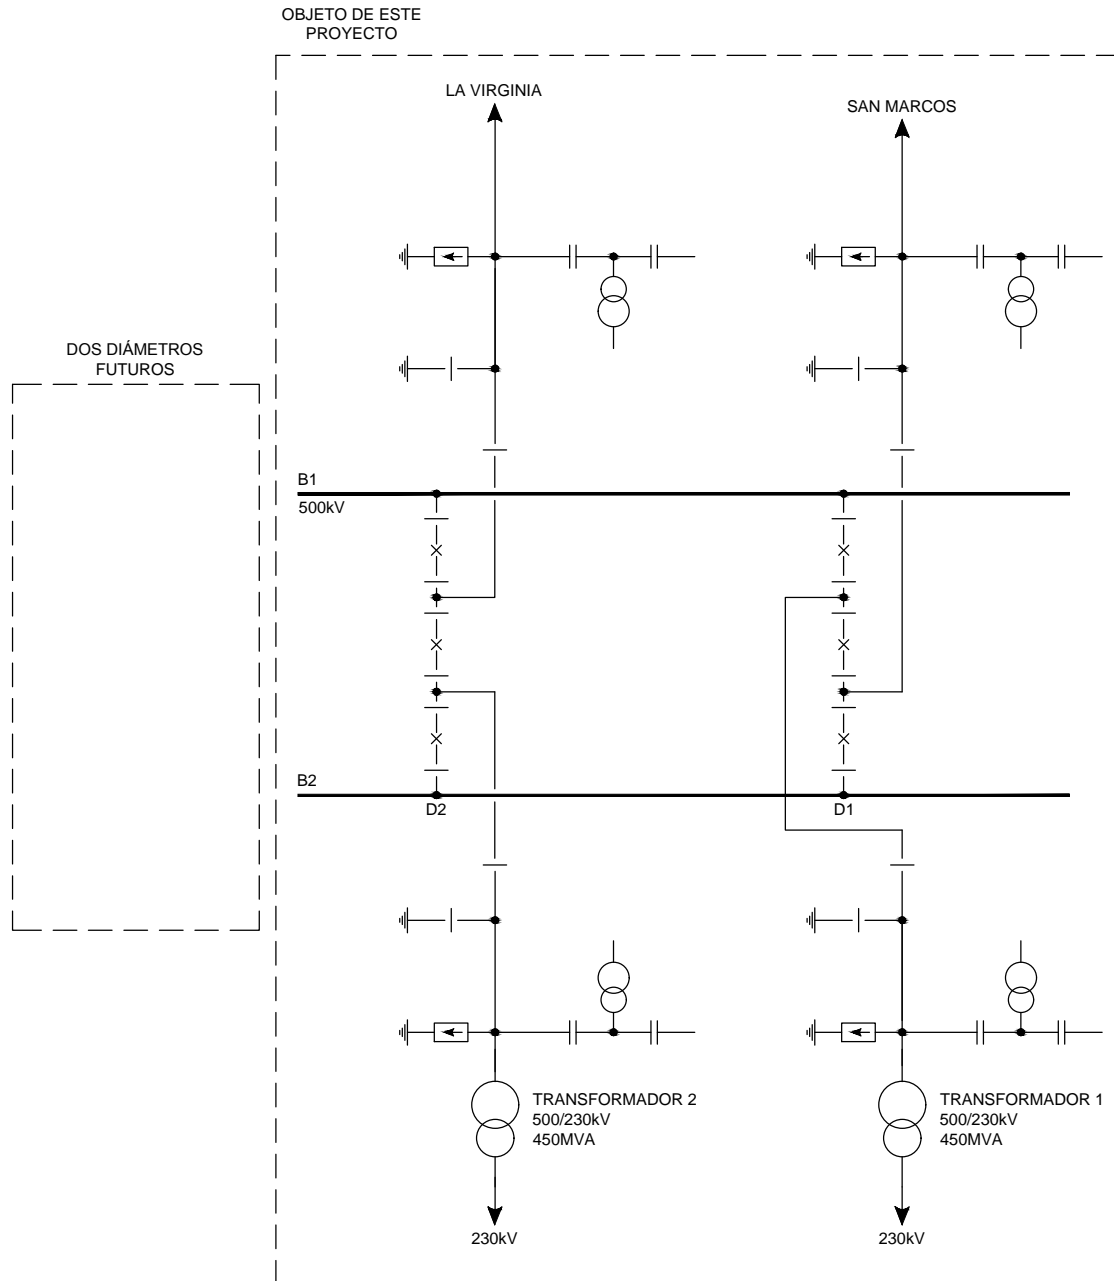 OBJETO DE ESTE
PROYECTO
LA VIRGINIA
SAN MARCOS
DOS DIÁMETROS
FUTUROS
B1
500kV
B2
D2
D1
TRANSFORMADOR 2
500/230kV
450MVA
TRANSFORMADOR 1
500/230kV
450MVA
230kV
230kV